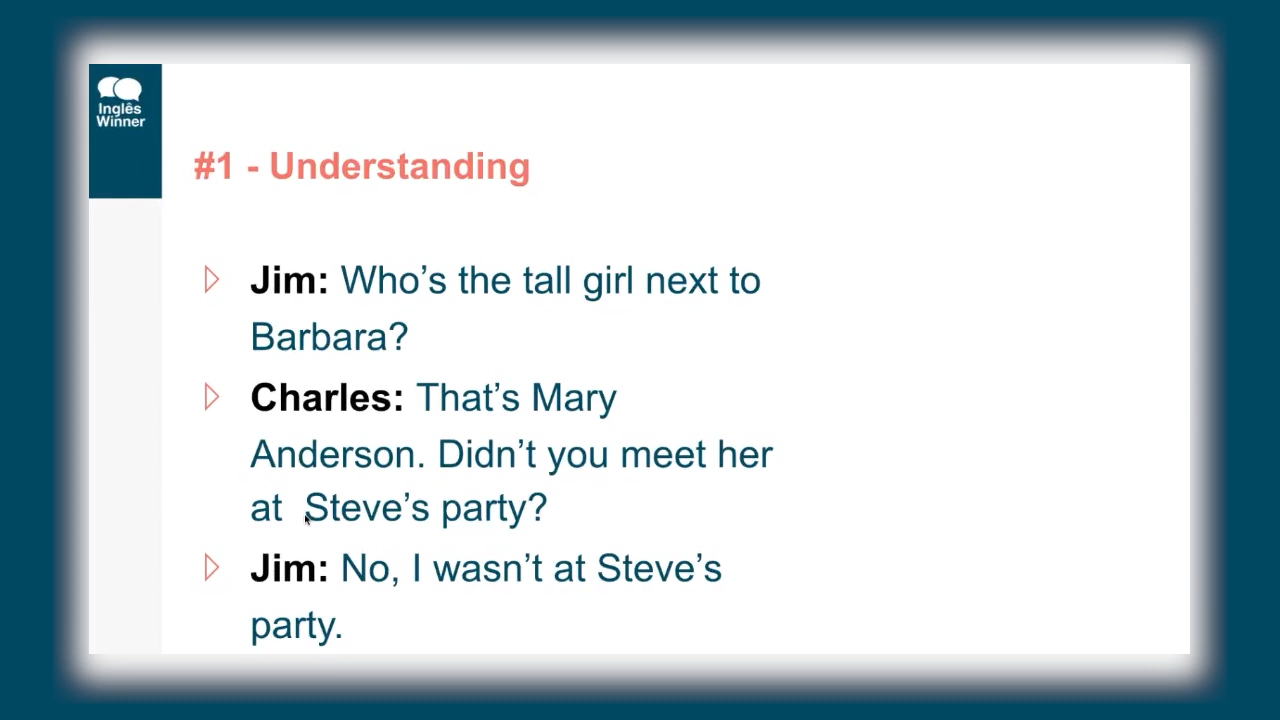 Inglês
Winner
#1 - Understanding
Jim: Who’s the tall girl next to
Barbara?
Charles: That’s Mary
Anderson. Didn’t you meet her
at  Steve’s party?
Jim: No, I wasn’t at Steve’s
party.